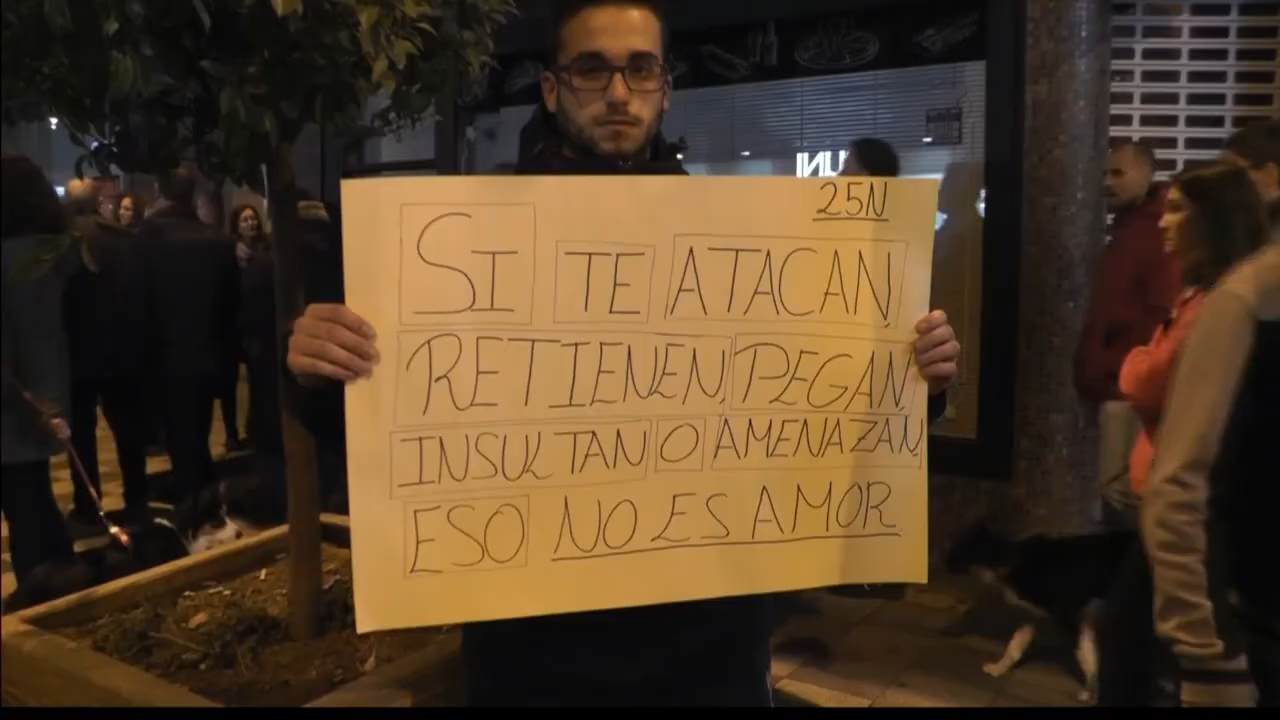 25N
SI TE ATACAN,
RETIENEN, PEGAN,
INSULTAN O AMENAZAN,
ESO NO ES AMOR.